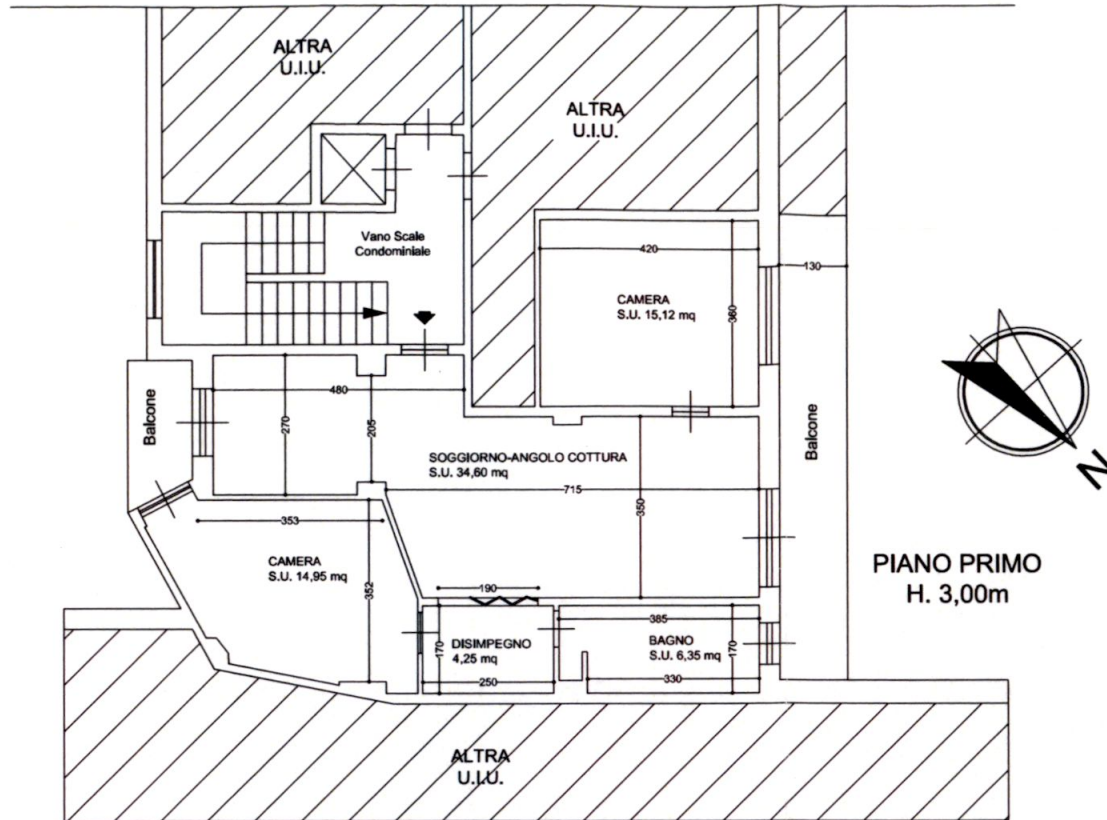 ALTRA
U.I.U.
ALTRA
U.I.U.
Vano Scale
Condominiale
420
130
CAMERA
S.U. 15,12 mq
360
480
Balcone
270
205
Balcone
SOGGIORNO-ANGOLO COTTURA
S.U. 34,60 mq
715
350
N
353
CAMERA
S.U. 14,95 mq
352
PIANO PRIMO
H. 3,00m
190
385
DISIMPEGNO
4,25 mq
BAGNO
S.U. 6,35 mq
170
170
250
330
ALTRA
U.I.U.